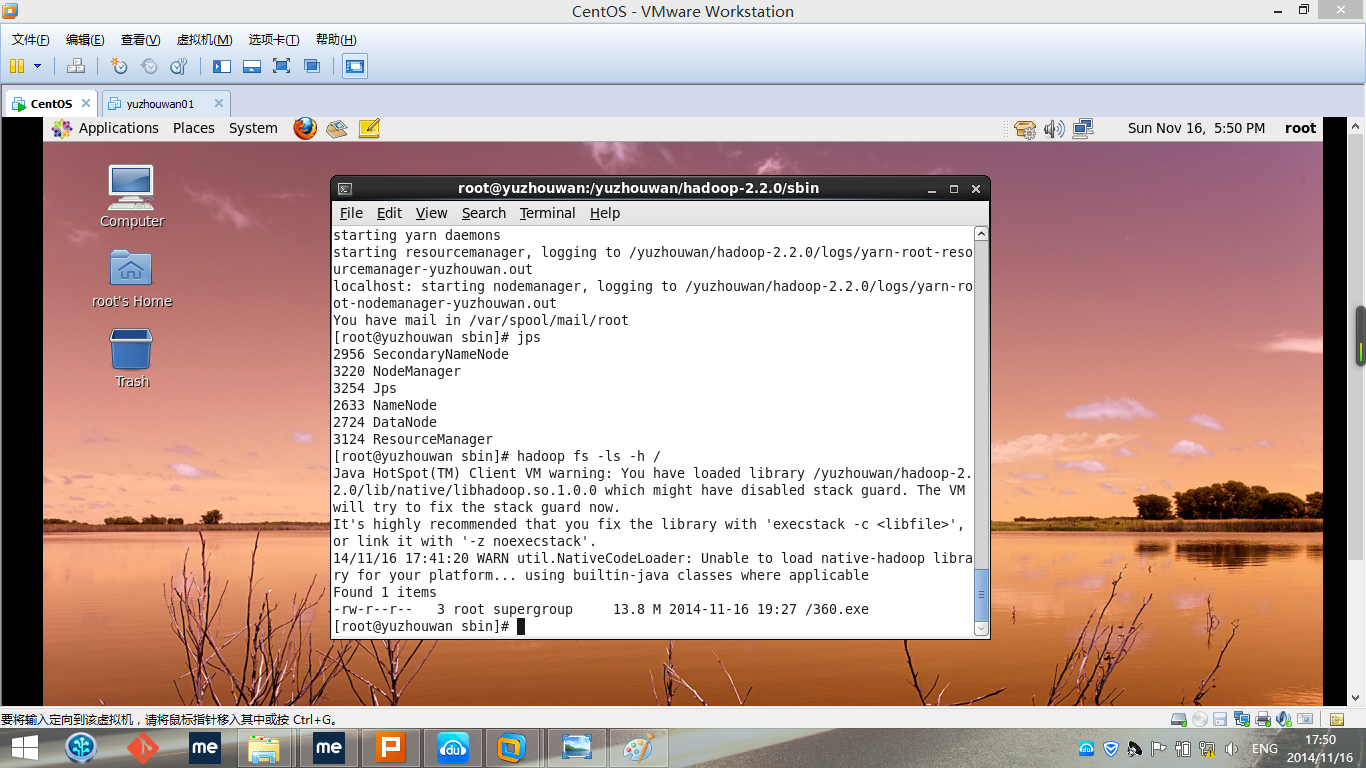 CentOS - VMware Workstation
文件(F) 编辑(E) 查看(V) 虚拟机(M) 选项卡(T) 帮助(H)
CentOS yuzhouwan01
Applications Places System Sun Nov 16, 5:50 PM root
Computer
root's Home
Trash
root@yuzhouwan:/yuzhouwan/hadoop-2.2.0/sbin
File Edit View Search Terminal Help
starting yarn daemons
starting resourcemanager, logging to /yuzhouwan/hadoop-2.2.0/logs/yarn-root-reso
urcemanager-yuzhouwan.out
localhost: starting nodemanager, logging to /yuzhouwan/hadoop-2.2.0/logs/yarn-ro
ot-nodemanager-yuzhouwan.out
You have mail in /var/spool/mail/root
[root@yuzhouwan sbin]# jps
2956 SecondaryNameNode
3220 NodeManager
3254 Jps
2633 NameNode
2724 DataNode
3124 ResourceManager
[root@yuzhouwan sbin]# hadoop fs -ls -h /
Java HotSpot(TM) Client VM warning: You have loaded library /yuzhouwan/hadoop-2.
2.0/lib/native/libhadoop.so.1.0.0 which might have disabled stack guard. The VM
will try to fix the stack guard now.
It's highly recommended that you fix the library with 'execstack -c <libfile>',
or link it with '-z noexecstack'.
14/11/16 17:41:20 WARN util.NativeCodeLoader: Unable to load native-hadoop libra
ry for your platform... using builtin-java classes where applicable
Found 1 items
-rw-r--r--   3 root supergroup     13.8 M 2014-11-16 19:27 /360.exe
[root@yuzhouwan sbin]#
要将输入定向到该虚拟机，请将鼠标指针移入其中或按 Ctrl+G。
me me P du du ENG 17:50
2014/11/16